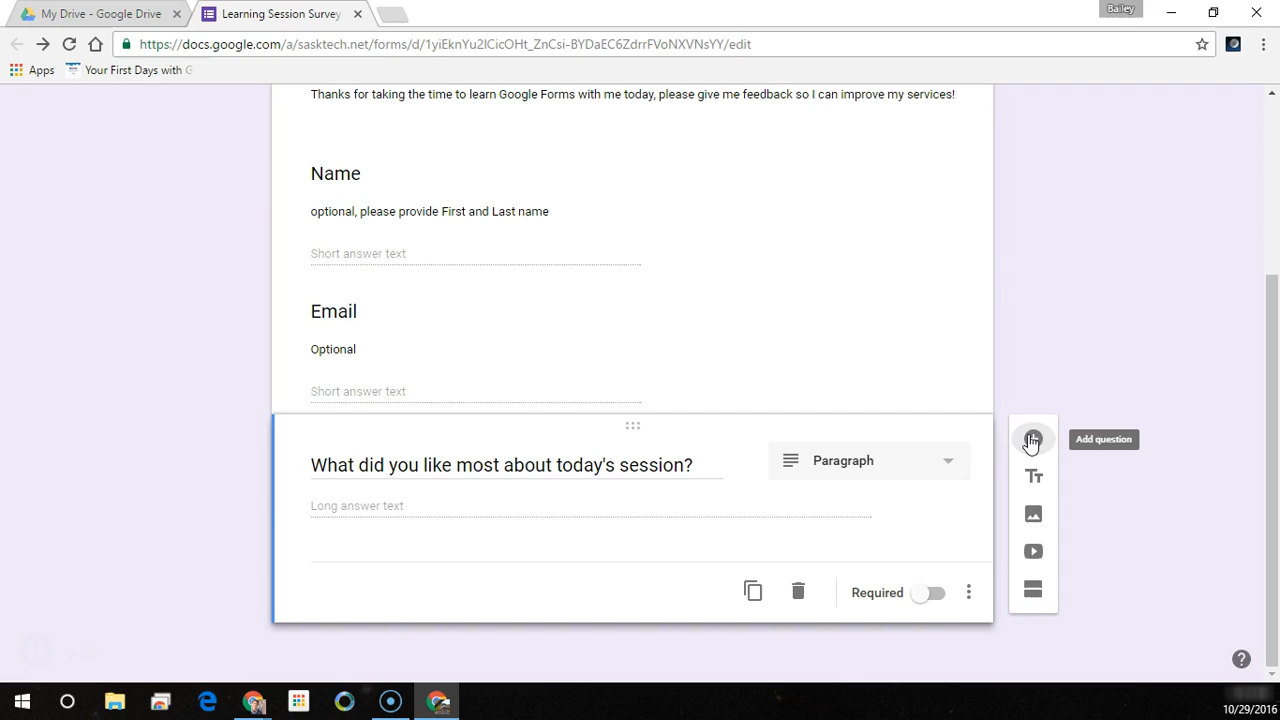 My Drive - Google Drive
Learning Session Survey
Bailey
https://docs.google.com/a/sasktech.net/forms/d/1yiEknYu2ICicOHt_ZnCsi-BYDaEC6ZdrrFVoNXVNsYY/edit
Apps
Your First Days with G
Thanks for taking the time to learn Google Forms with me today, please give me feedback so I can improve my services!
Name
optional, please provide First and Last name
Short answer text
Email
Optional
Short answer text
Add question
What did you like most about today's session?
Paragraph
Long answer text
Required
10/29/2016